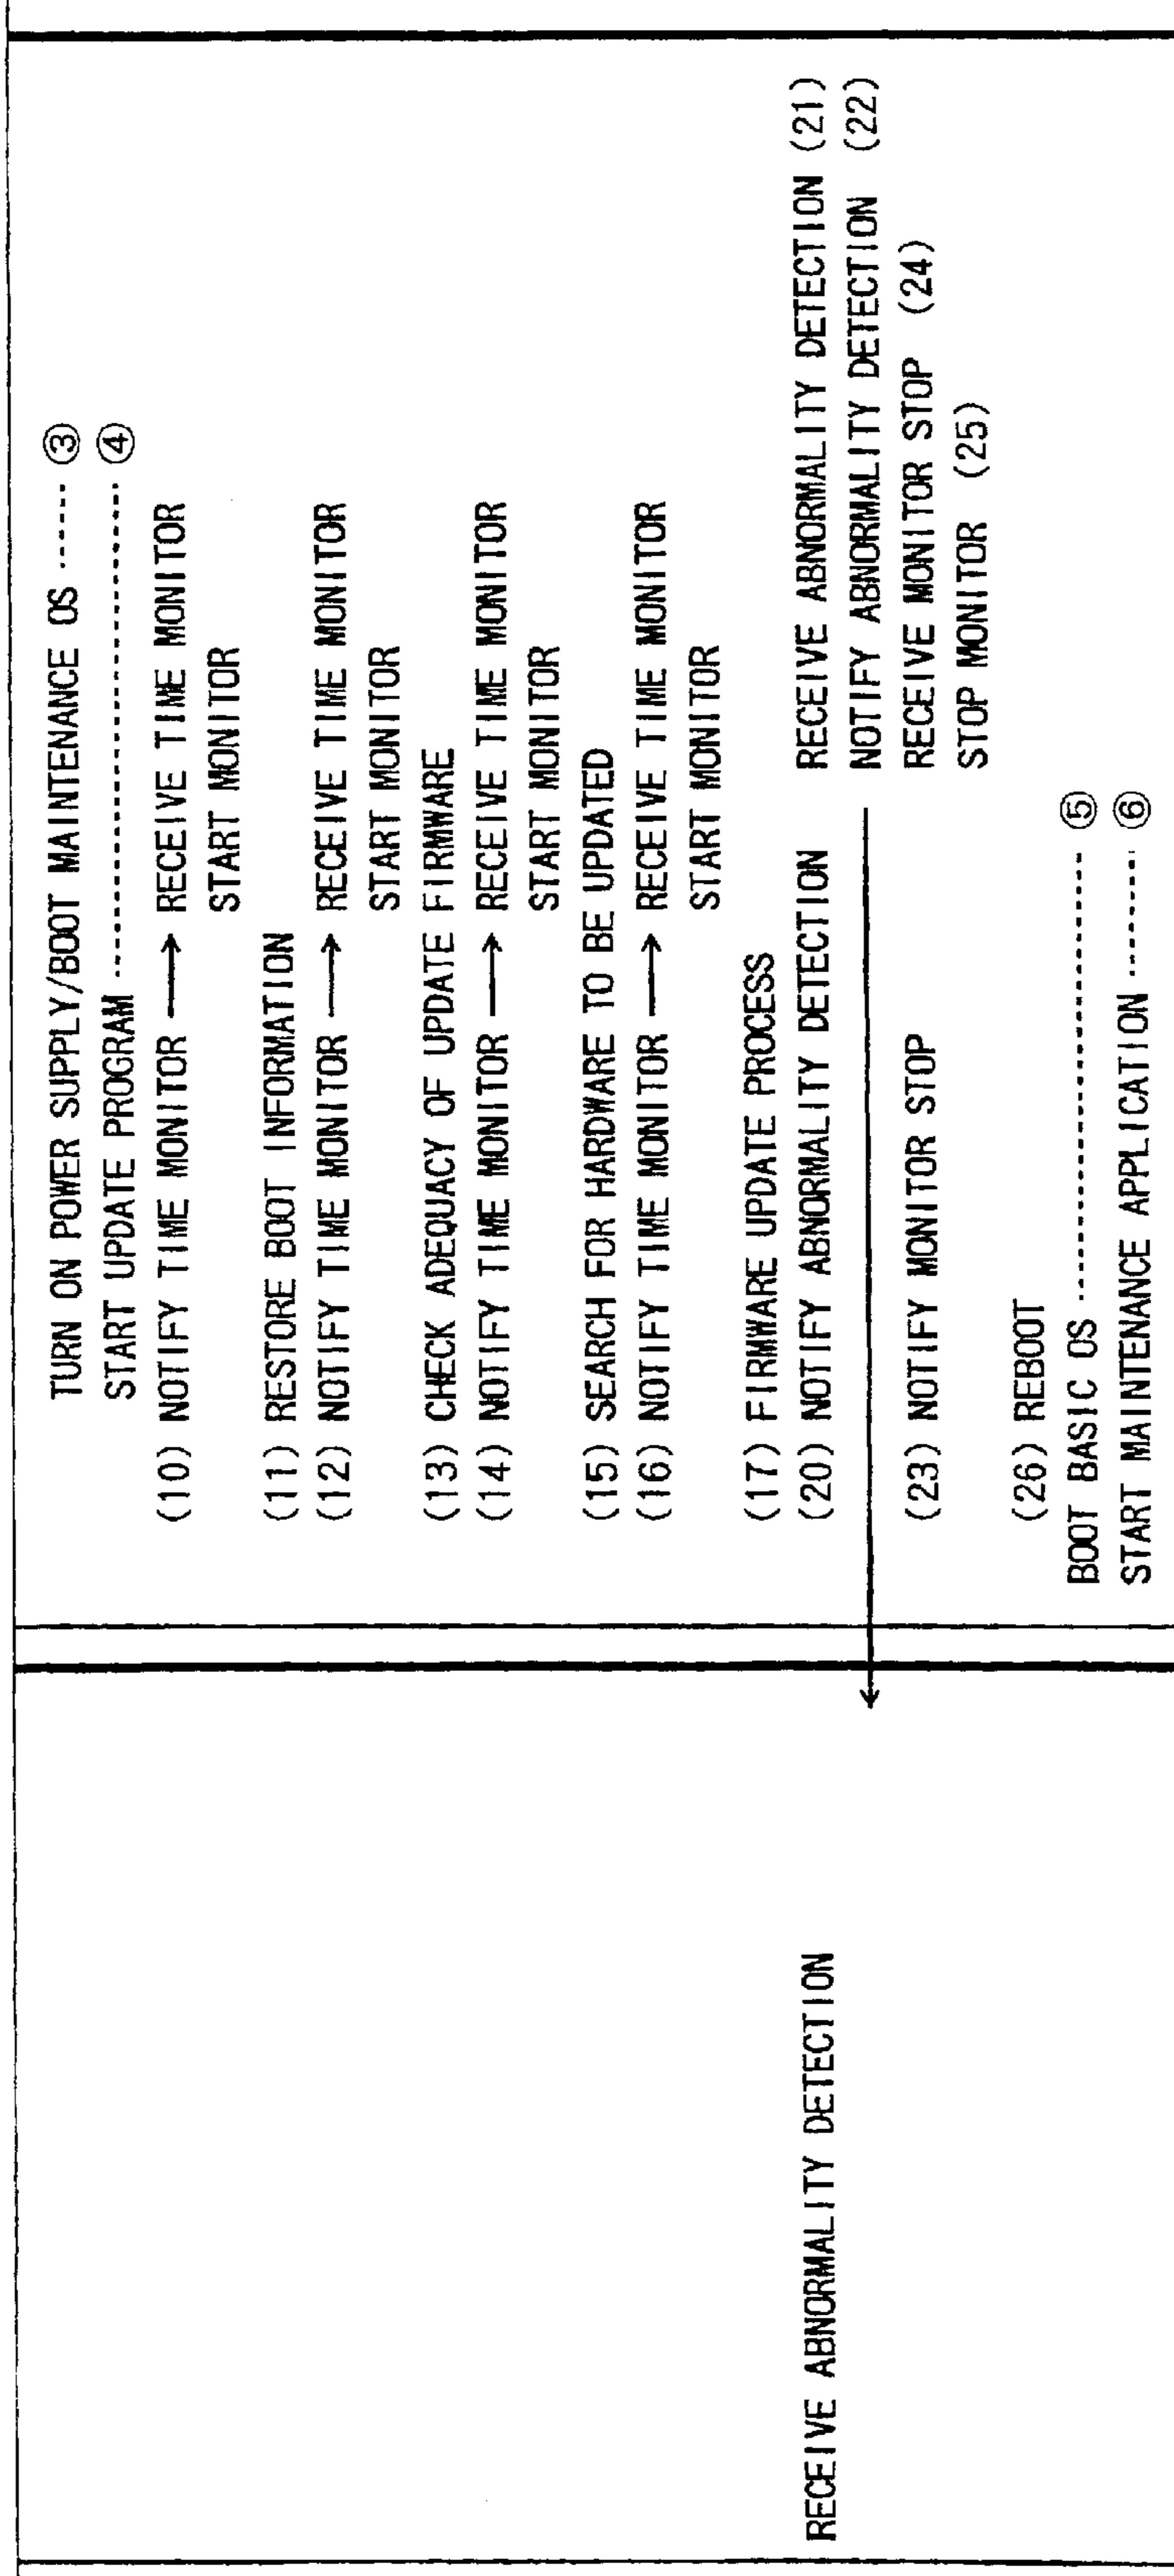 TURN ON POWER SUPPLY/BOOT MAINTENANCE OS ------ ③
START UPDATE PROGRAM ------------------------------ ④
(10) NOTIFY TIME MONITOR ⟶ RECEIVE TIME MONITOR
START MONITOR
(11) RESTORE BOOT INFORMATION
(12) NOTIFY TIME MONITOR ⟶ RECEIVE TIME MONITOR
START MONITOR
(13) CHECK ADEQUACY OF UPDATE FIRMWARE
(14) NOTIFY TIME MONITOR ⟶ RECEIVE TIME MONITOR
START MONITOR
(15) SEARCH FOR HARDWARE TO BE UPDATED
(16) NOTIFY TIME MONITOR ⟶ RECEIVE TIME MONITOR
START MONITOR
(17) FIRMWARE UPDATE PROCESS
RECEIVE ABNORMALITY DETECTION (20) NOTIFY ABNORMALITY DETECTION RECEIVE ABNORMALITY DETECTION (21)
NOTIFY ABNORMALITY DETECTION (22)
(23) NOTIFY MONITOR STOP RECEIVE MONITOR STOP (24)
STOP MONITOR (25)
(26) REBOOT
BOOT BASIC OS ---------------------------- ⑤
START MAINTENANCE APPLICATION -------- ⑥